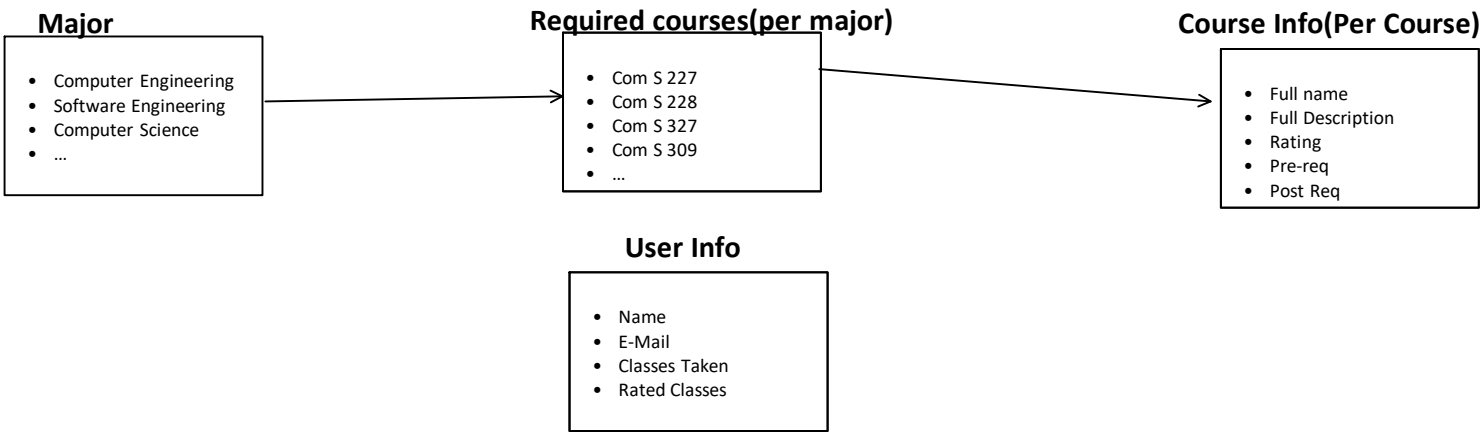 Major
• Computer Engineering
• Software Engineering
• Computer Science
• ...
Required courses(per major)
• Com S 227
• Com S 228
• Com S 327
• Com S 309
• ...
Course Info(Per Course)
• Full name
• Full Description
• Rating
• Pre-req
• Post Req
User Info
• Name
• E-Mail
• Classes Taken
• Rated Classes